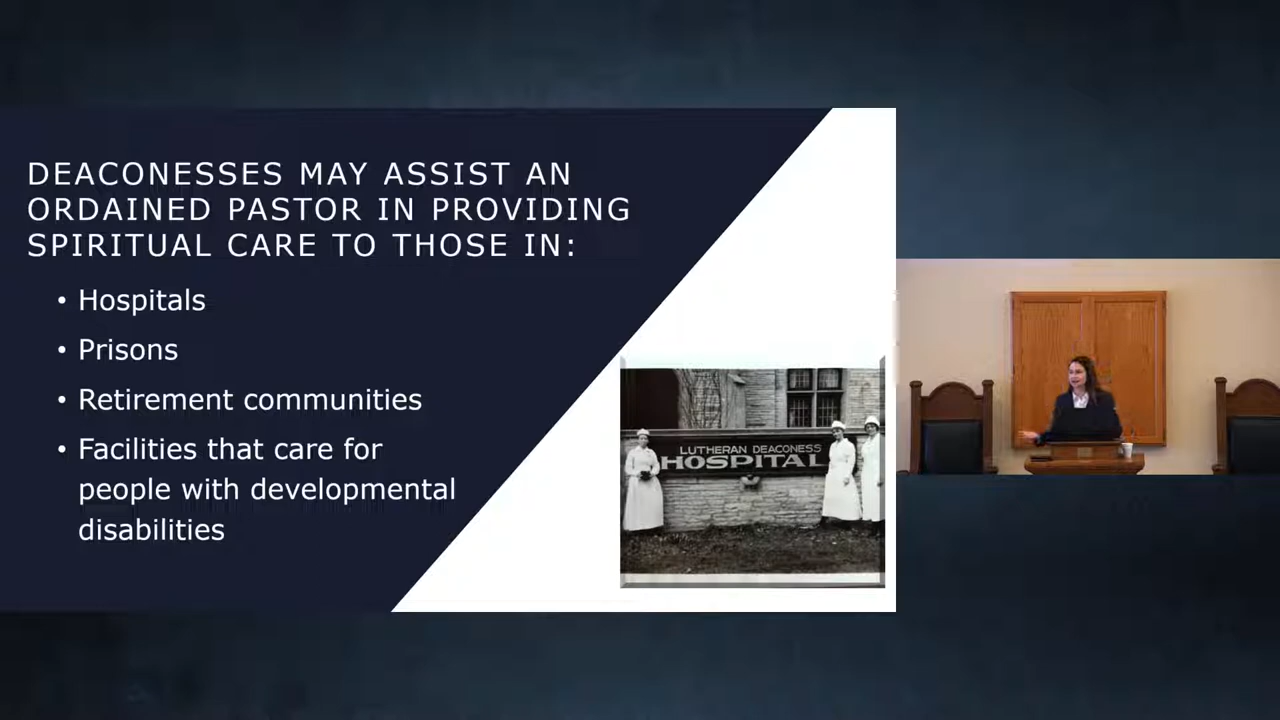 DEACONESSES MAY ASSIST AN
ORDAINED PASTOR IN PROVIDING
SPIRITUAL CARE TO THOSE IN:
• Hospitals
• Prisons
• Retirement communities
• Facilities that care for
people with developmental
disabilities
LUTHERAN DEACONESS
HOSPITAL